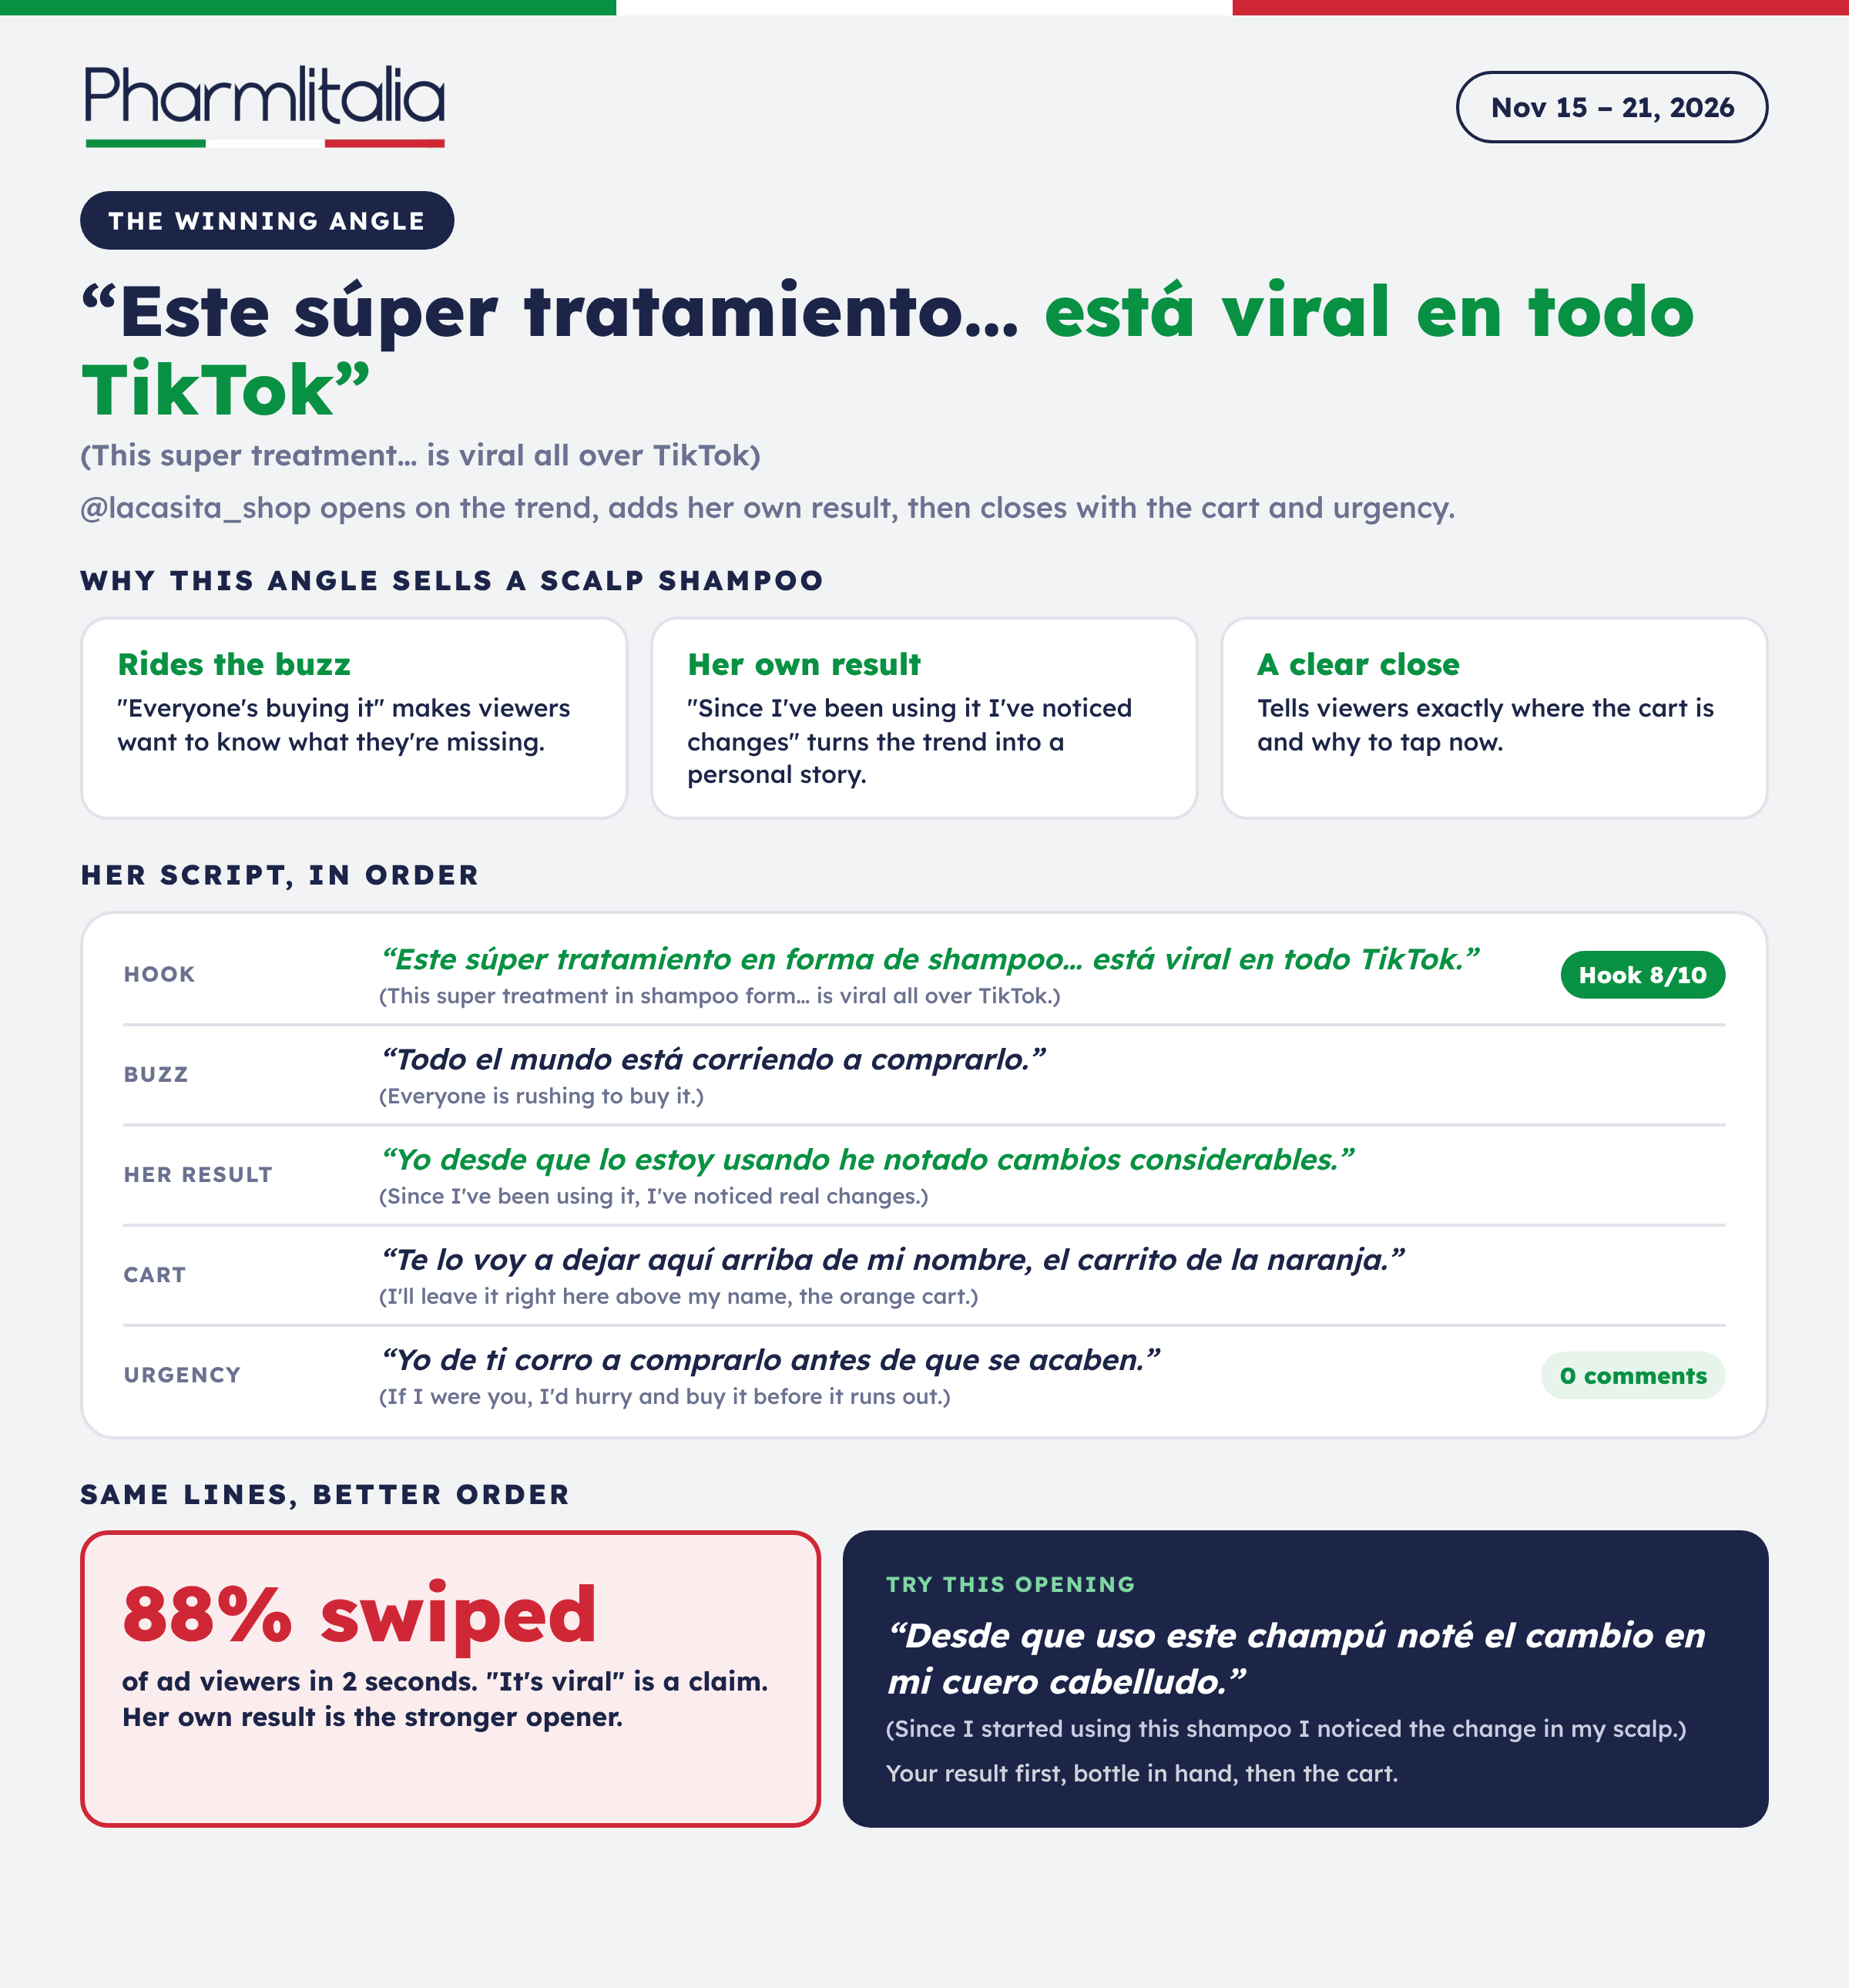 Pharmlitalia
Nov 15 – 21, 2026
THE WINNING ANGLE
“Este súper tratamiento... está viral en todo
TikTok”
(This super treatment... is viral all over TikTok)
@lacasita_shop opens on the trend, adds her own result, then closes with the cart and urgency.
WHY THIS ANGLE SELLS A SCALP SHAMPOO
Rides the buzz
"Everyone's buying it" makes viewers
want to know what they're missing.
Her own result
"Since I've been using it I've noticed
changes" turns the trend into a
personal story.
A clear close
Tells viewers exactly where the cart is
and why to tap now.
HER SCRIPT, IN ORDER
HOOK
“Este súper tratamiento en forma de shampoo... está viral en todo TikTok.”
(This super treatment in shampoo form... is viral all over TikTok.)
Hook 8/10
BUZZ
“Todo el mundo está corriendo a comprarlo.”
(Everyone is rushing to buy it.)
HER RESULT
“Yo desde que lo estoy usando he notado cambios considerables.”
(Since I've been using it, I've noticed real changes.)
CART
“Te lo voy a dejar aquí arriba de mi nombre, el carrito de la naranja.”
(I'll leave it right here above my name, the orange cart.)
URGENCY
“Yo de ti corro a comprarlo antes de que se acaben.”
(If I were you, I'd hurry and buy it before it runs out.)
0 comments
SAME LINES, BETTER ORDER
88% swiped
of ad viewers in 2 seconds. "It's viral" is a claim.
Her own result is the stronger opener.
TRY THIS OPENING
“Desde que uso este champú noté el cambio en
mi cuero cabelludo.”
(Since I started using this shampoo I noticed the change in my scalp.)
Your result first, bottle in hand, then the cart.